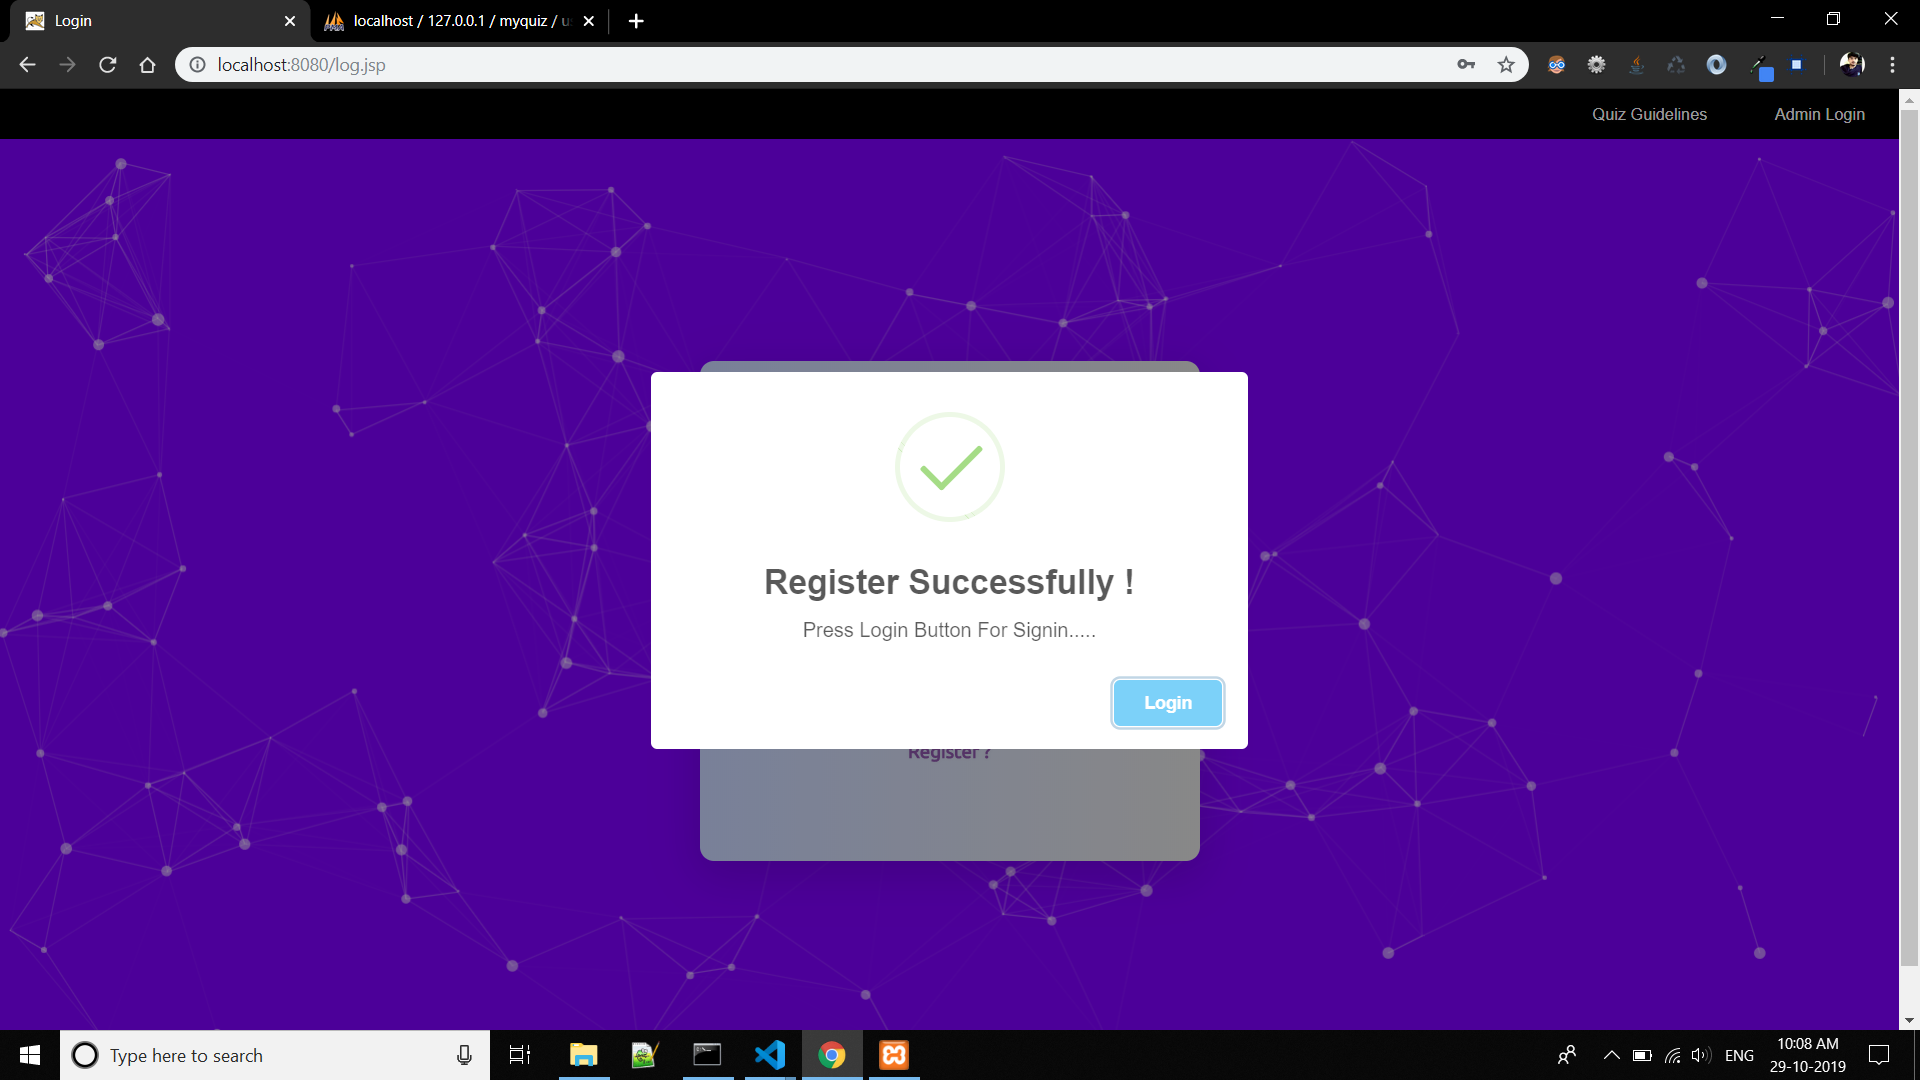 Login
localhost / 127.0.0.1 / myquiz / u
localhost:8080/log.jsp
Quiz Guidelines
Admin Login
Register Successfully !
Press Login Button For Signin.....
Login
Register ?
Type here to search
ENG
10:08 AM
29-10-2019